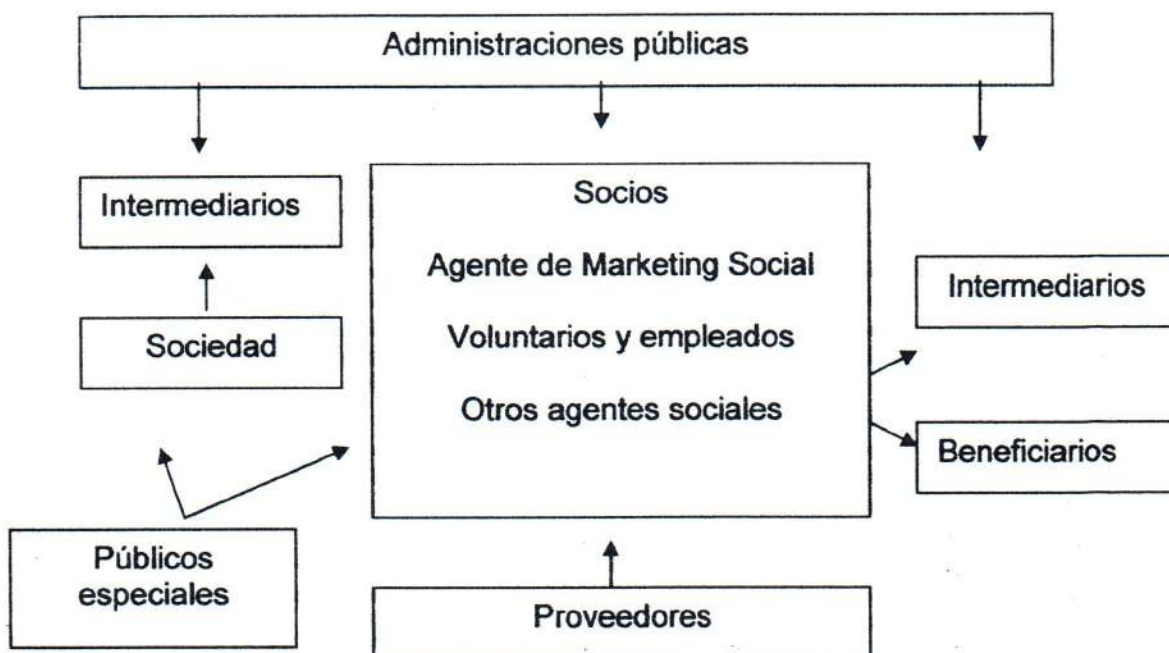 Administraciones públicas
Intermediarios
Sociedad
Socios
Agente de Marketing Social
Voluntarios y empleados
Otros agentes sociales
Intermediarios
Beneficiarios
Públicos
especiales
Proveedores